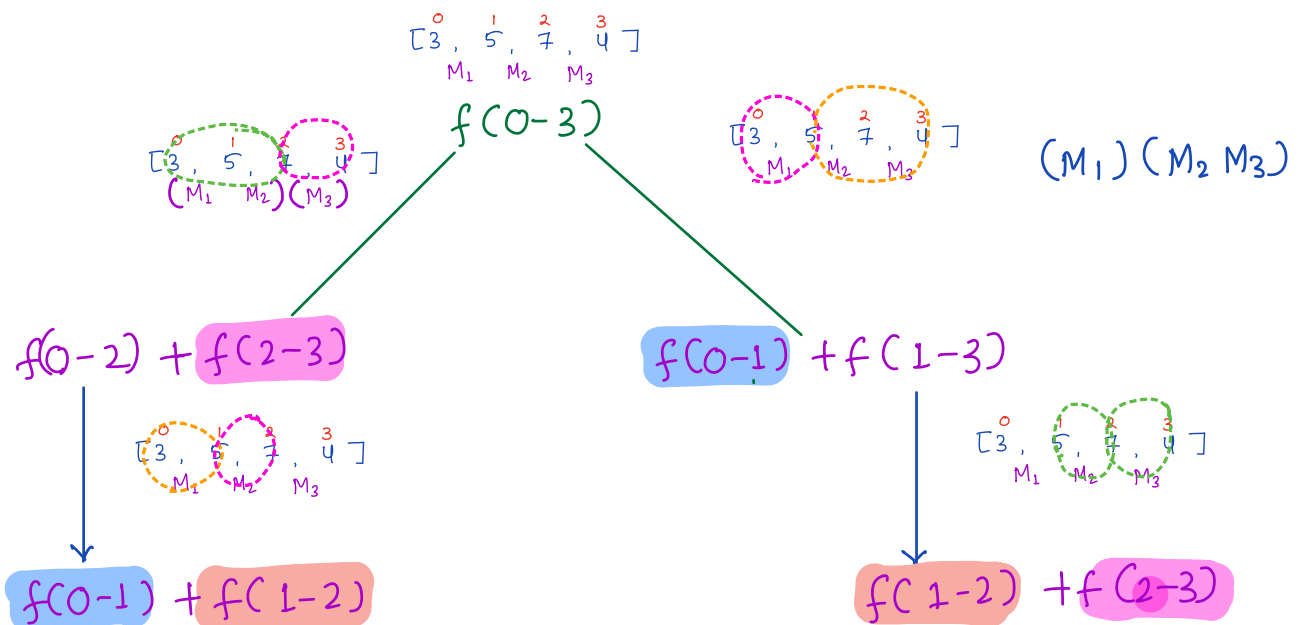 0 1 2 3
[3, 5, 7, 4]
M1 M2 M3
f(0-3)
0 1 2 3
[3, 5, 7 4]
(M1 M2)(M3)
0 1 2 3
[3, 5, 7, 4]
M1 M2 M3
(M1)(M2 M3)
f(0-2) + f(2-3)
f(0-1) + f(1-3)
0 1 2 3
[3, 5, 7, 4]
M1 M2 M3
0 1 2 3
[3, 5, 7, 4]
M1 M2 M3
f(0-1) + f(1-2)
f(1-2) + f(2-3)